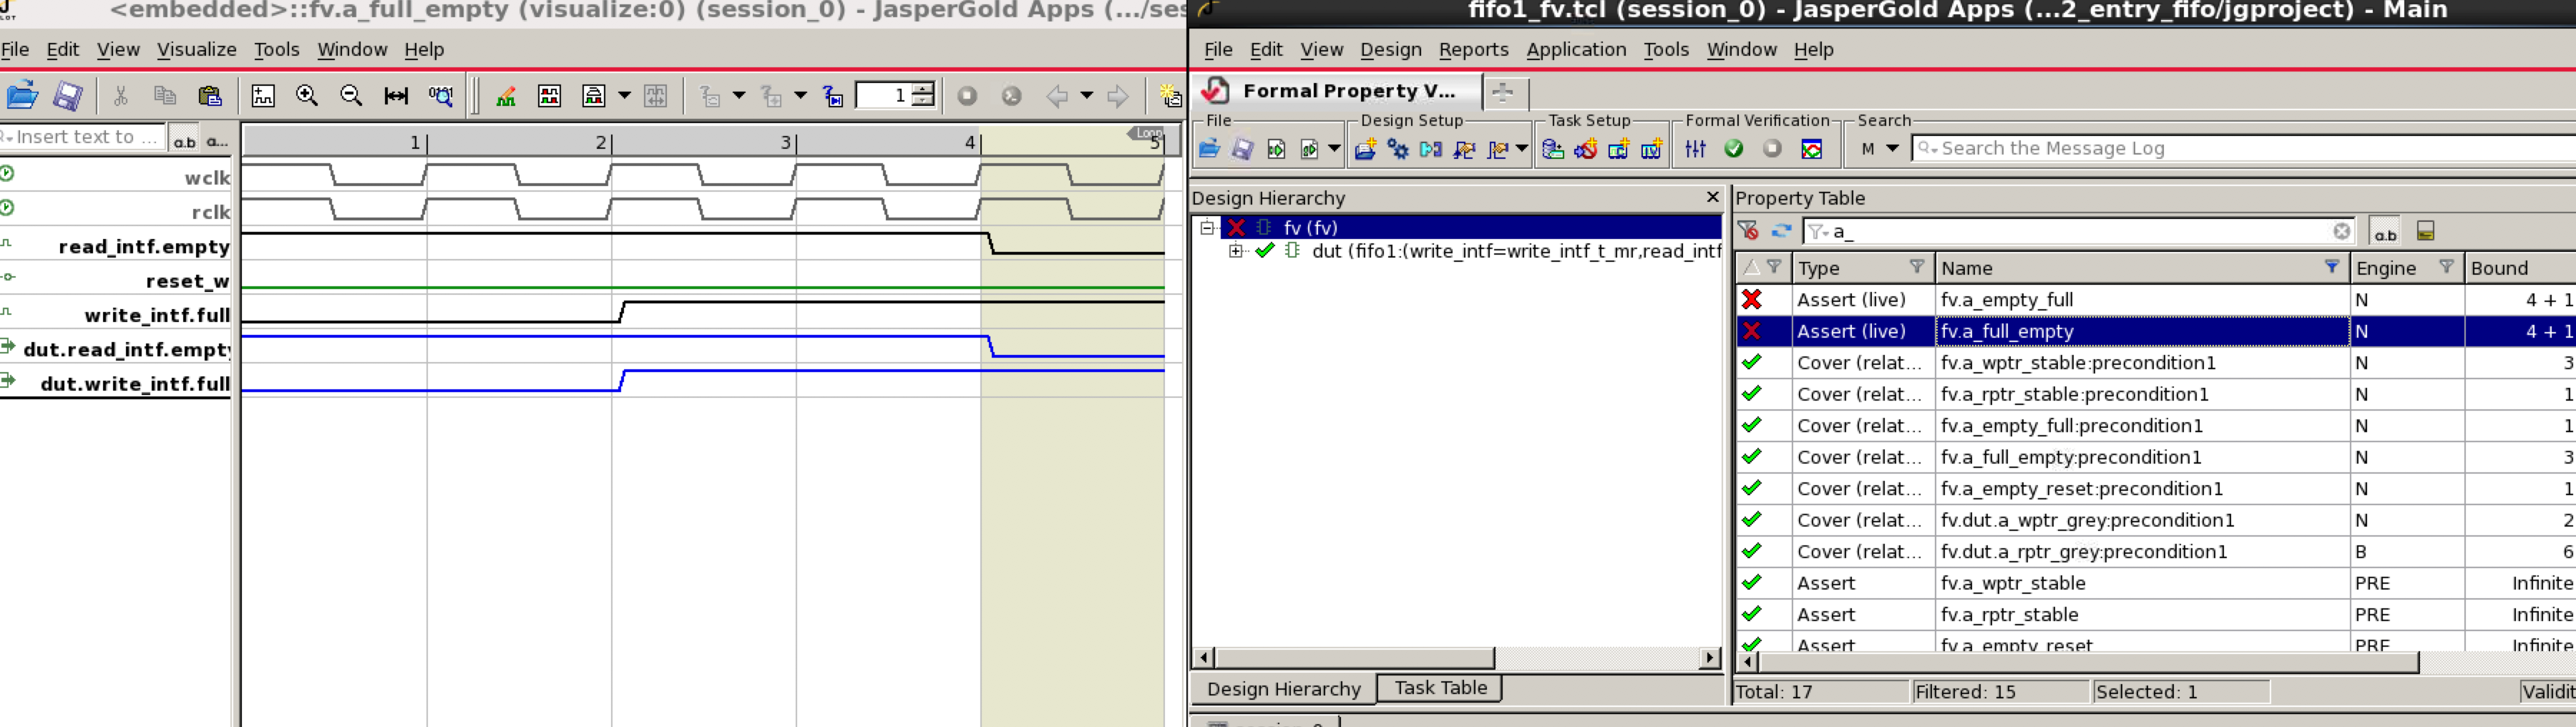 <embedded>::fv.a_full_empty (visualize:0) (session_0) - JasperGold Apps (.../ses
File Edit View Visualize Tools Window Help
1
Insert text to ... a.b a...
1 2 3 4 5
Loop
wclk
rclk
read_intf.empty
reset_w
write_intf.full
dut.read_intf.empty
dut.write_intf.full
fifo1_fv.tcl (session_0) - JasperGold Apps (...2_entry_fifo/jgproject) - Main
File Edit View Design Reports Application Tools Window Help
Formal Property V...
File Design Setup Task Setup Formal Verification Search
M Search the Message Log
Design Hierarchy
fv (fv)
dut (fifo1:(write_intf=write_intf_t_mr,read_intf
Design Hierarchy Task Table
Property Table
a_ a.b
Type Name Engine Bound
Assert (live) fv.a_empty_full N 4 + 1
Assert (live) fv.a_full_empty N 4 + 1
Cover (relat... fv.a_wptr_stable:precondition1 N 3
Cover (relat... fv.a_rptr_stable:precondition1 N 1
Cover (relat... fv.a_empty_full:precondition1 N 1
Cover (relat... fv.a_full_empty:precondition1 N 3
Cover (relat... fv.a_empty_reset:precondition1 N 1
Cover (relat... fv.dut.a_wptr_grey:precondition1 N 2
Cover (relat... fv.dut.a_rptr_grey:precondition1 B 6
Assert fv.a_wptr_stable PRE Infinite
Assert fv.a_rptr_stable PRE Infinite
Assert fv.a_empty_reset PRE Infinite
Total: 17 Filtered: 15 Selected: 1 Validit